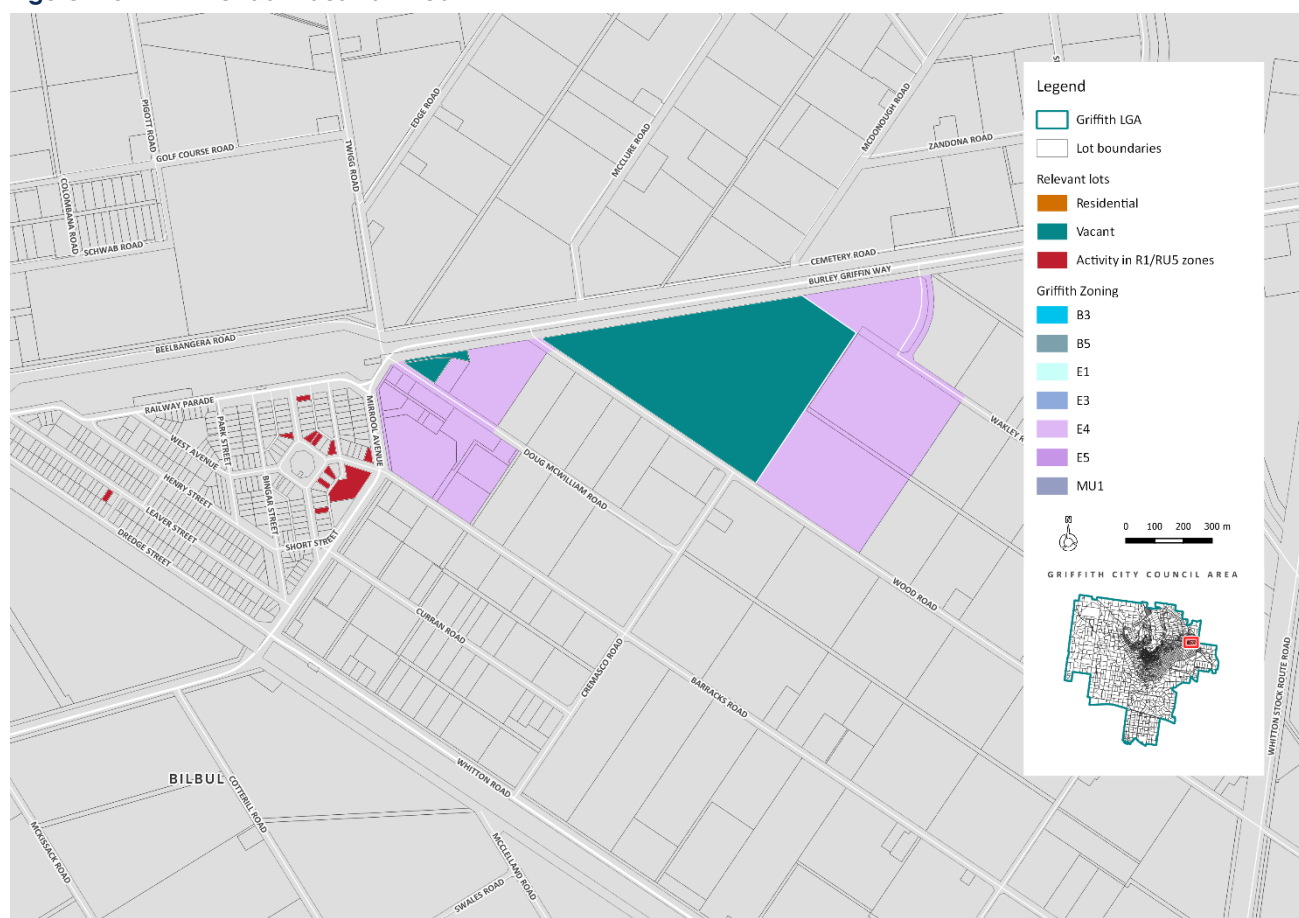 PIGOTT ROAD
GOLF COURSE ROAD
COLOMBANA ROAD
SCHWAB ROAD
TWIGG ROAD
EDGE ROAD
MCCLURE ROAD
MCDONOUGH ROAD
ZANDONA ROAD
CEMETERY ROAD
BURLEY GRIFFIN WAY
BEELBANGERA ROAD
RAILWAY PARADE
MIRROOL AVENUE
PARK STREET
WEST AVENUE
HENRY STREET
BINGAR STREET
LEAVER STREET
DREDGE STREET
SHORT STREET
DOUG MCWILLIAM ROAD
CURRAN ROAD
CREMASCO ROAD
BARRACKS ROAD
WOOD ROAD
WHITTON ROAD
BILBUL
COTTERILL ROAD
MCKISSACK ROAD
MCCLELLAND ROAD
SWALES ROAD
WHITTON STOCK ROUTE ROAD
Legend
Griffith LGA
Lot boundaries
Relevant lots
Residential
Vacant
Activity in R1/RU5 zones
Griffith Zoning
B3
B5
E1
E3
E4
E5
MU1
N
0 100 200 300 m
GRIFFITH CITY COUNCIL AREA